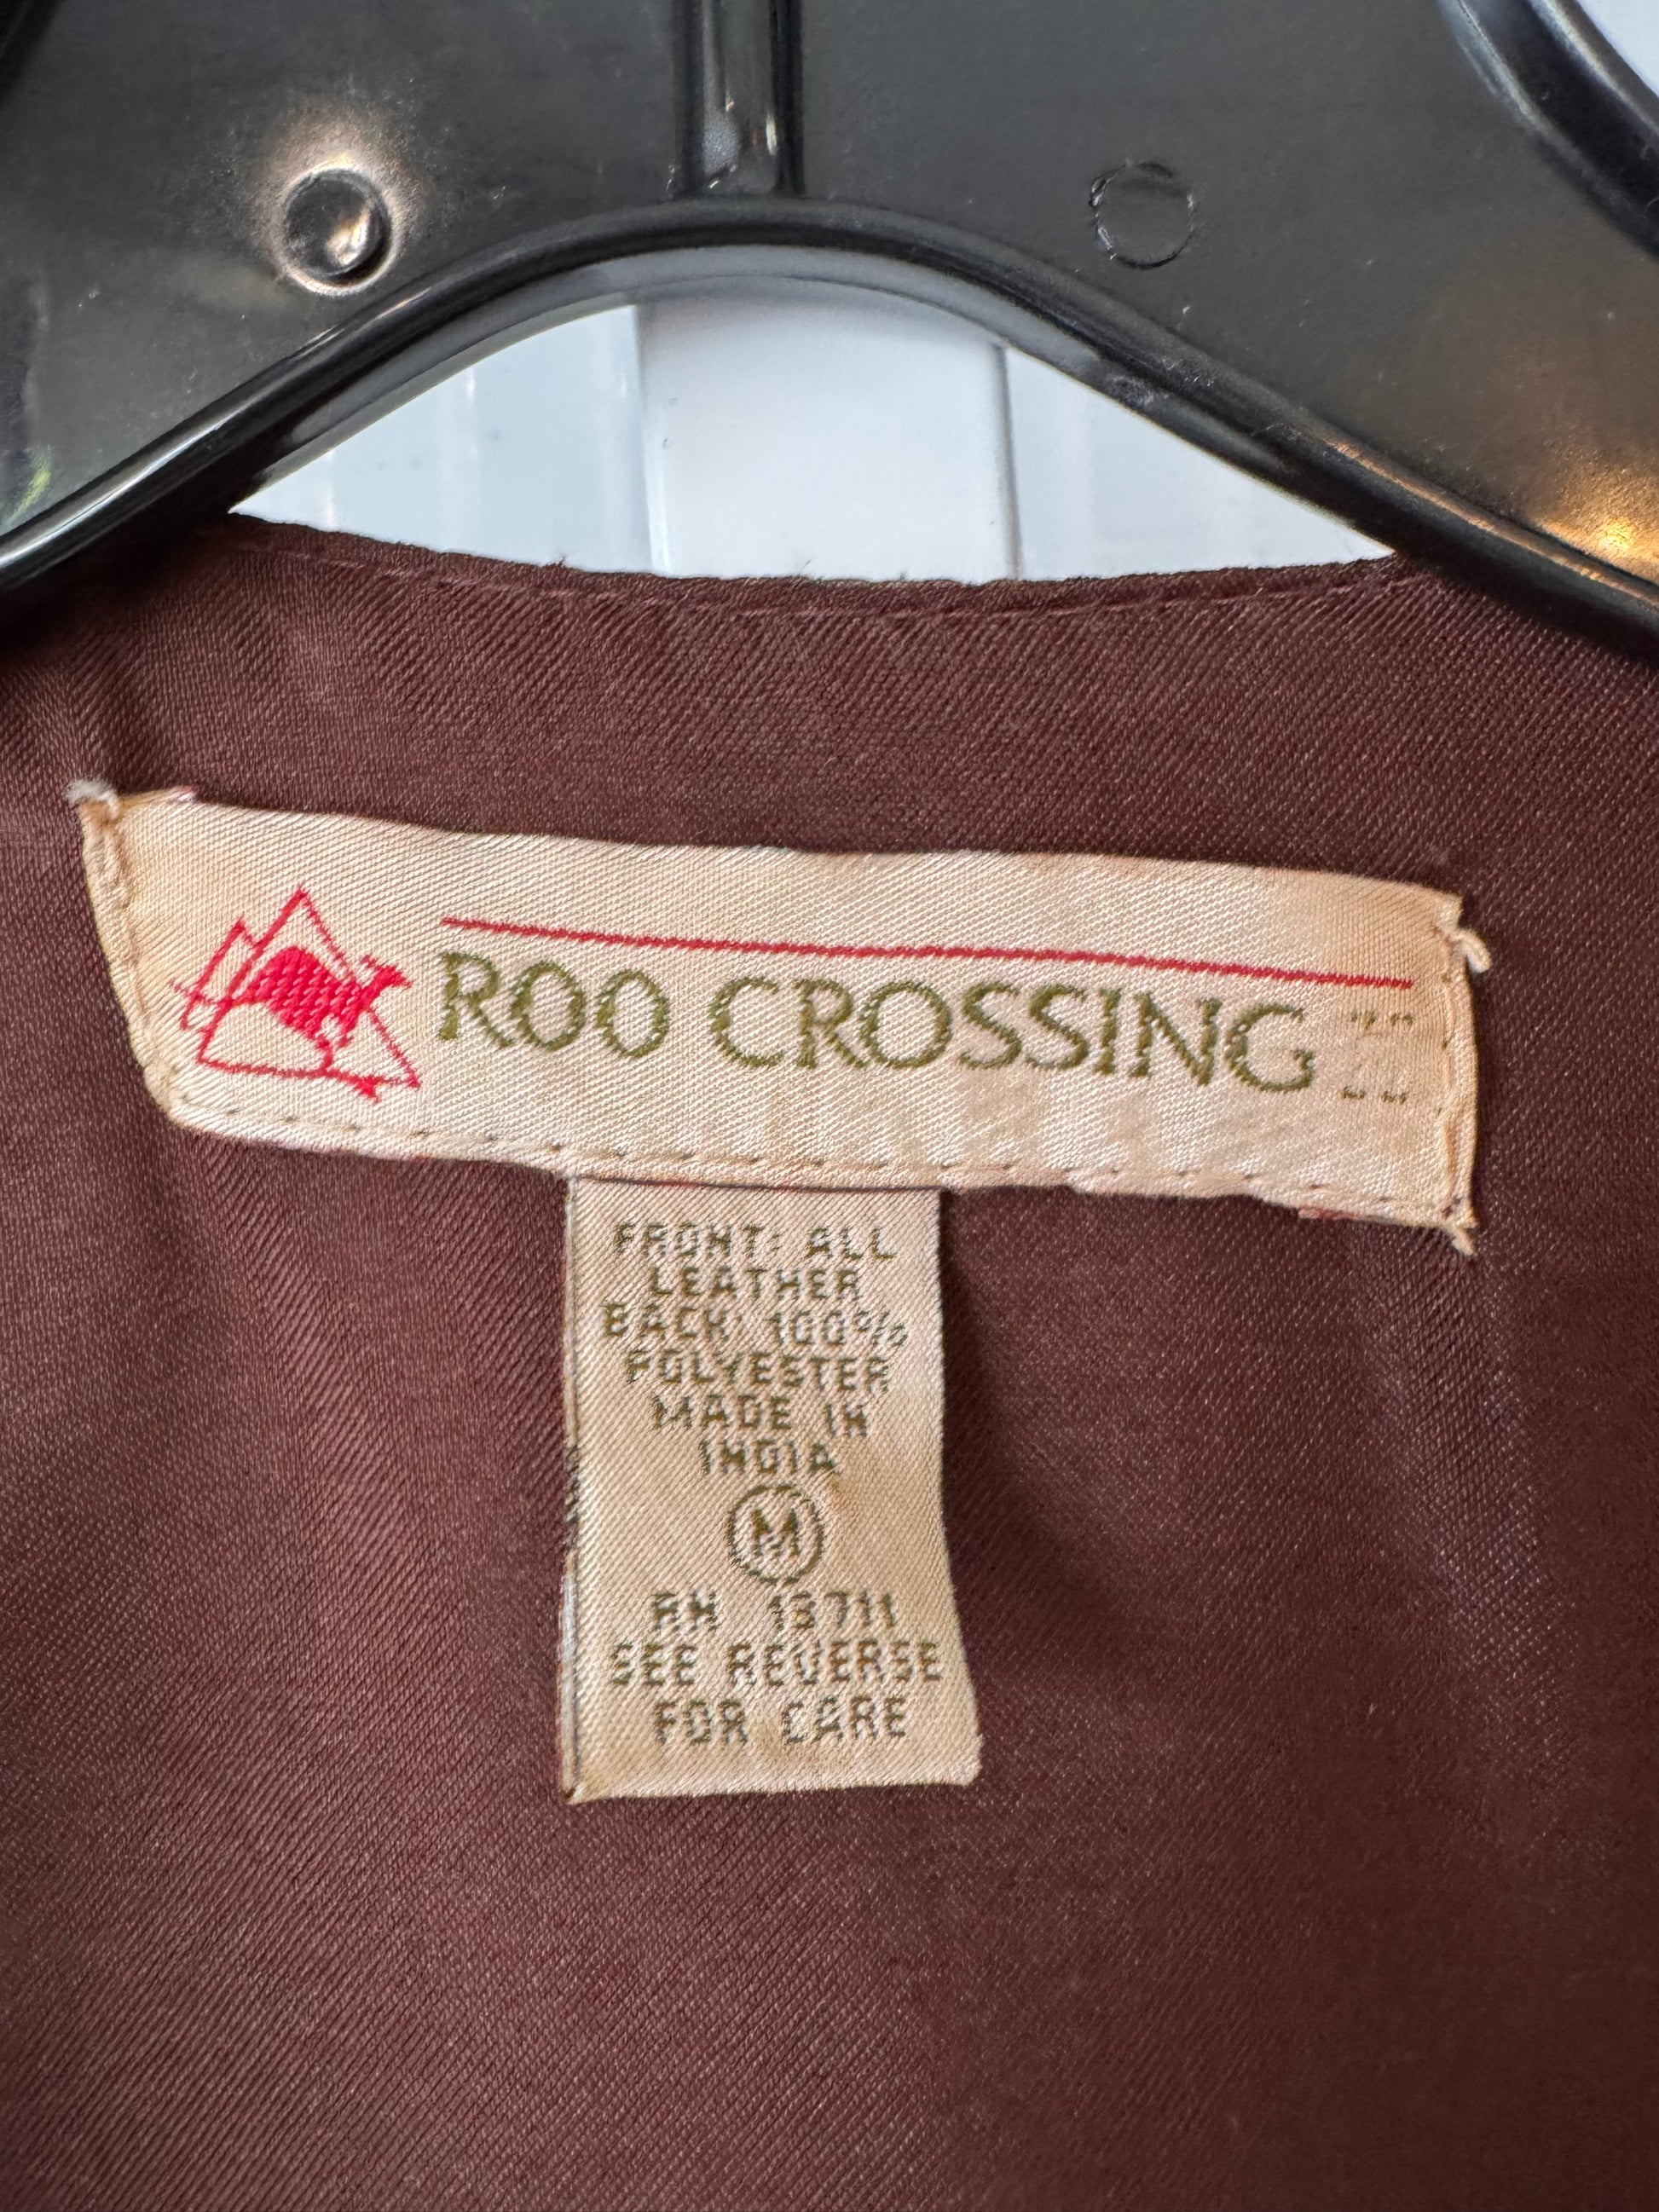 ROO CROSSING
FRONT: ALL
LEATHER
BACK: 100%
POLYESTER
MADE IN
INDIA
M
RN 13711
SEE REVERSE
FOR CARE